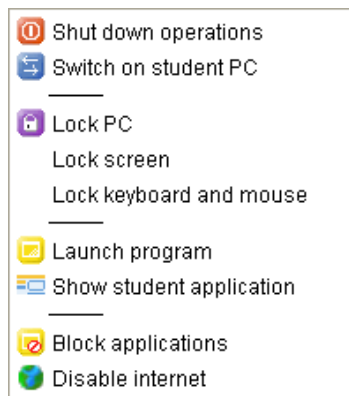 Shut down operations
Switch on student PC
Lock PC
Lock screen
Lock keyboard and mouse
Launch program
Show student application
Block applications
Disable internet